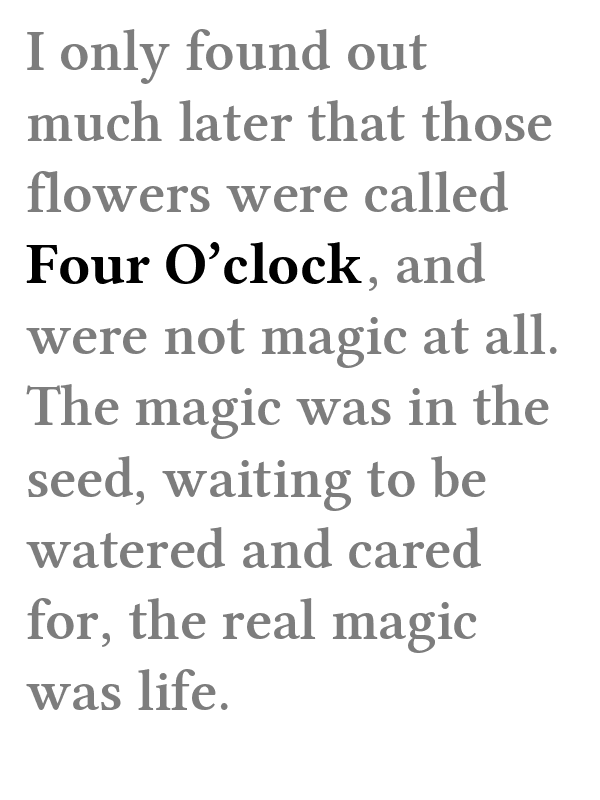 I only found out
much later that those
flowers were called
Four O’clock, and
were not magic at all.
The magic was in the
seed, waiting to be
watered and cared
for, the real magic
was life.